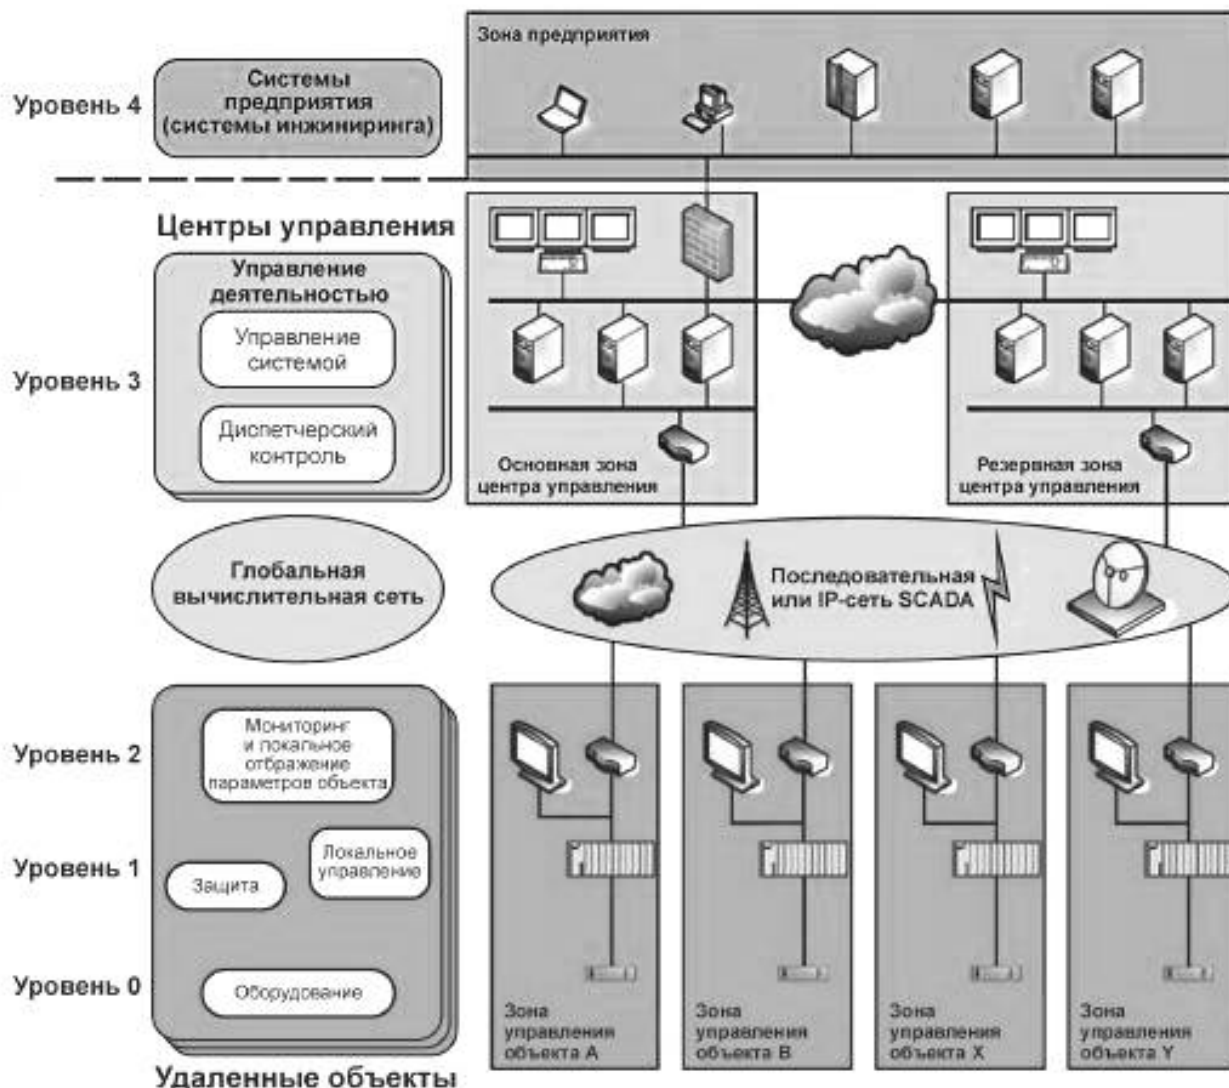 Зона предприятия
Уровень 4
Системы
предприятия
(системы инжиниринга)
Центры управления
Управление
деятельностью
Управление
системой
Уровень 3
Диспетчерский
контроль
Основная зона
центра управления
Резервная зона
центра управления
Глобальная
вычислительная сеть
Последовательная
или IP-сеть SCADA
Уровень 2
Мониторинг
и локальное
отбражение
параметров объекта
Уровень 1
Локальное
управление
Защита
Уровень 0
Оборудование
Зона
управления
объекта A
Зона
управления
объекта B
Зона
управления
объекта X
Зона
управления
объекта Y
Удаленные объекты